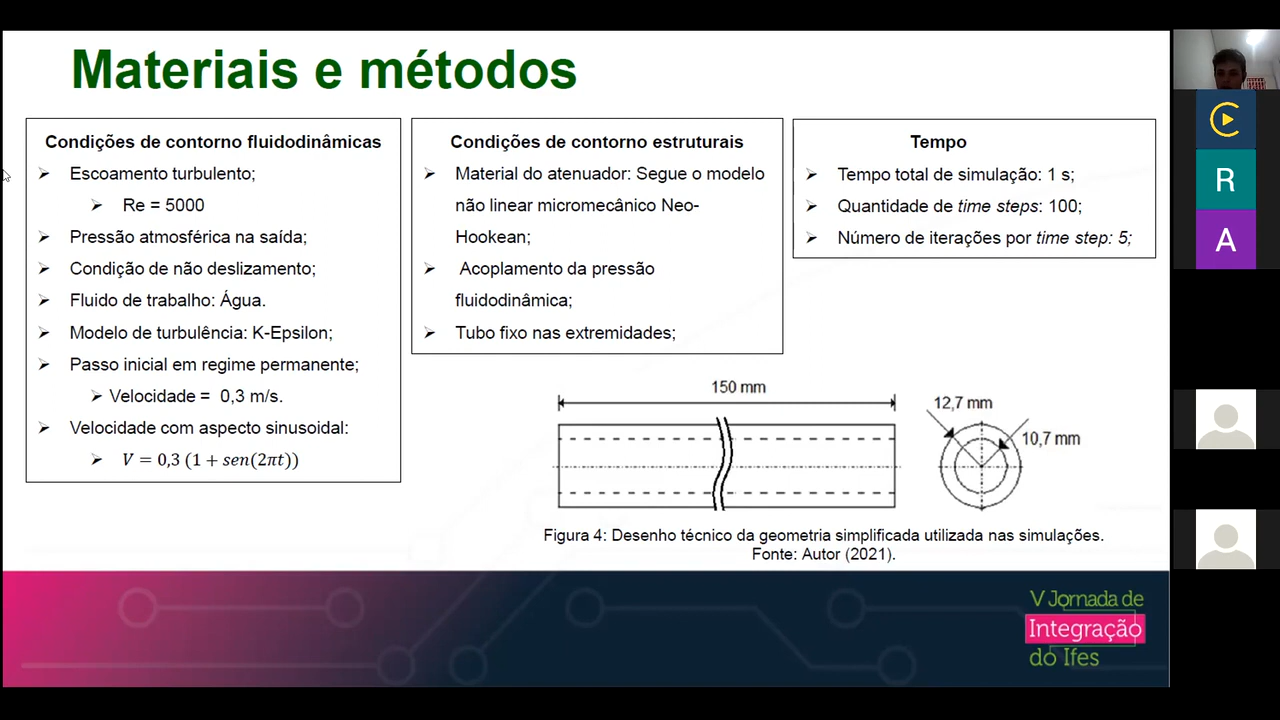 Materiais e métodos
Condições de contorno fluidodinâmicas
Escoamento turbulento;
Re = 5000
Pressão atmosférica na saída;
Condição de não deslizamento;
Fluido de trabalho: Água.
Modelo de turbulência: K-Epsilon;
Passo inicial em regime permanente;
Velocidade = 0,3 m/s.
Velocidade com aspecto sinusoidal:
V = 0,3 (1 + sen(2πt))
Condições de contorno estruturais
Material do atenuador: Segue o modelo
não linear micromecânico Neo-
Hookean;
Acoplamento da pressão
fluidodinâmica;
Tubo fixo nas extremidades;
Tempo
Tempo total de simulação: 1 s;
Quantidade de time steps: 100;
Número de iterações por time step: 5;
150 mm
12,7 mm
10,7 mm
Figura 4: Desenho técnico da geometria simplificada utilizada nas simulações.
Fonte: Autor (2021).
V Jornada de
Integração
do Ifes
R
A